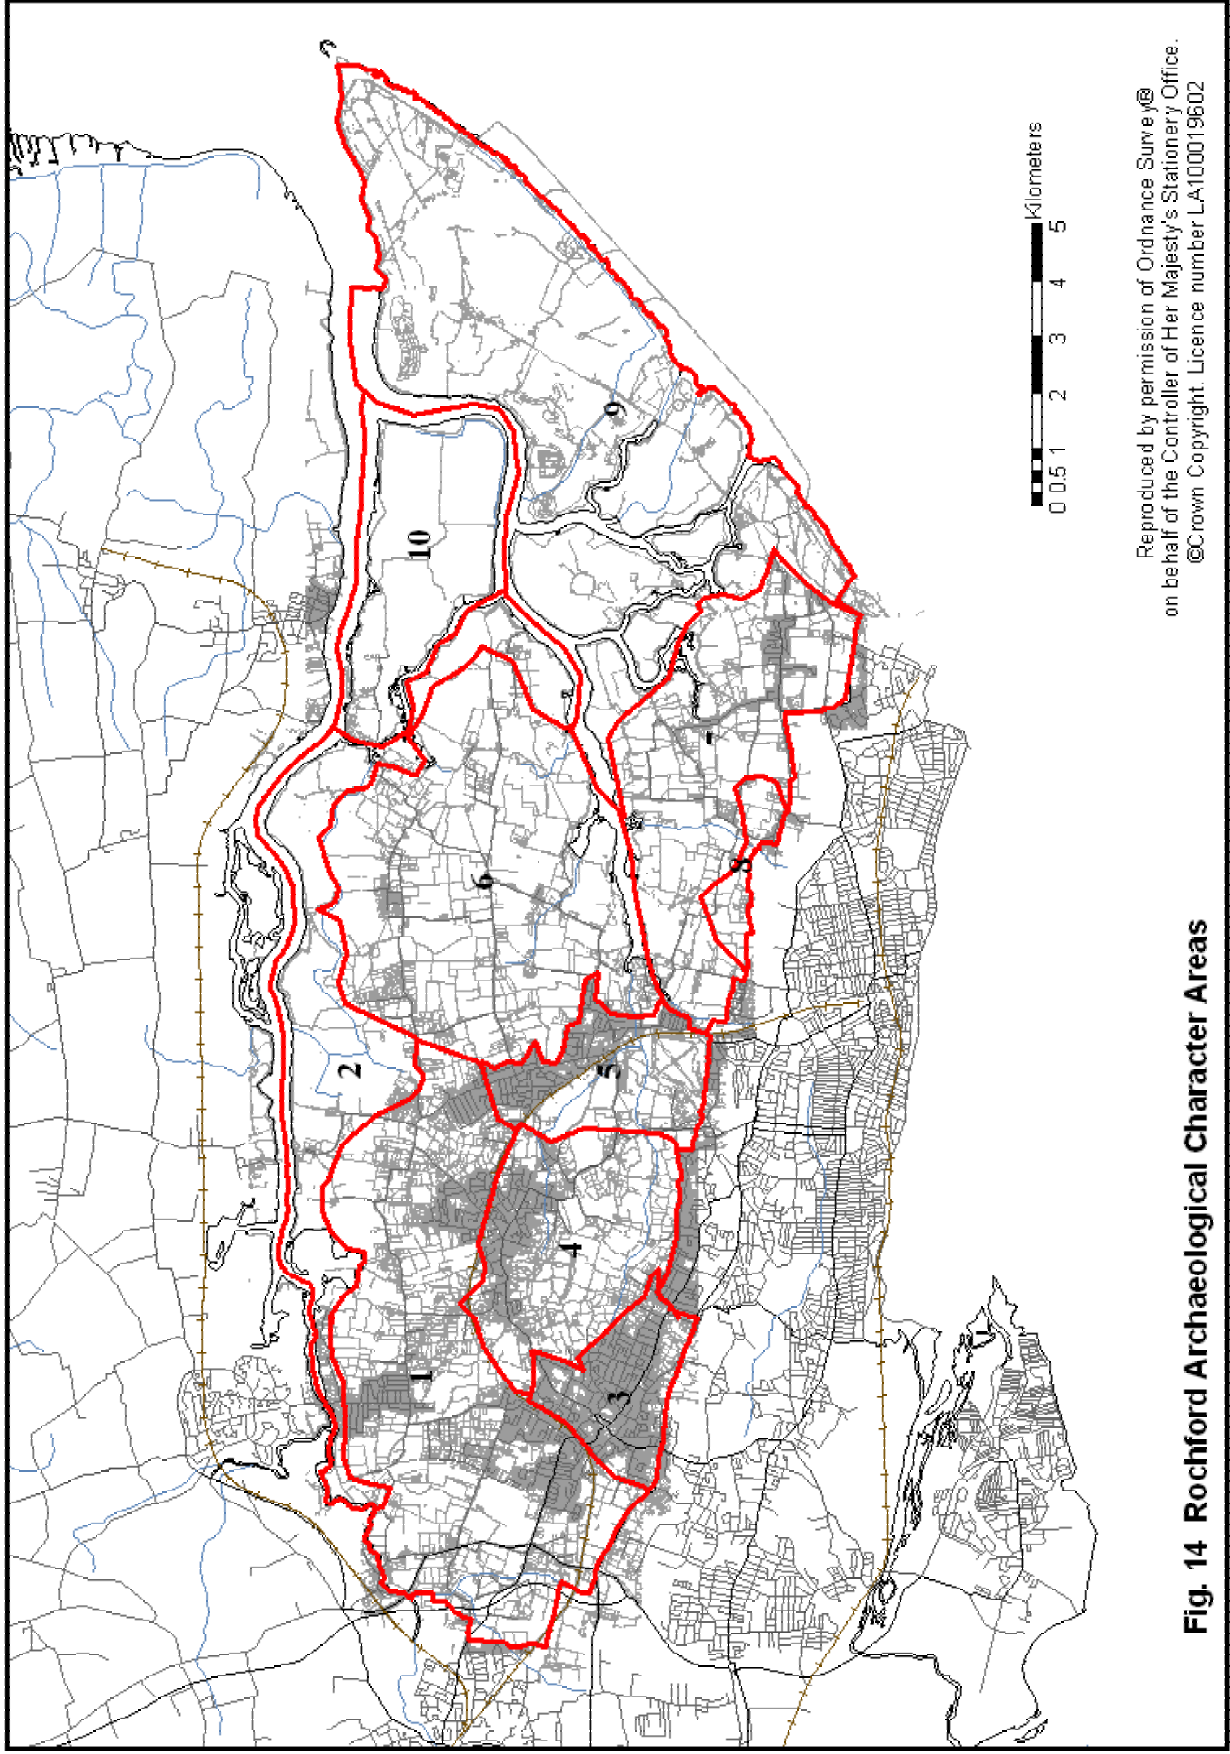 1
2
3
4
5
6
7
8
9
10
0 0.5 1 2 3 4 5
Kilometers
Reproduced by permission of Ordnance Survey®
on behalf of the Controller of Her Majesty's Stationery Office.
©Crown Copyright. Licence number LA100019602
Fig. 14 Rochford Archaeological Character Areas